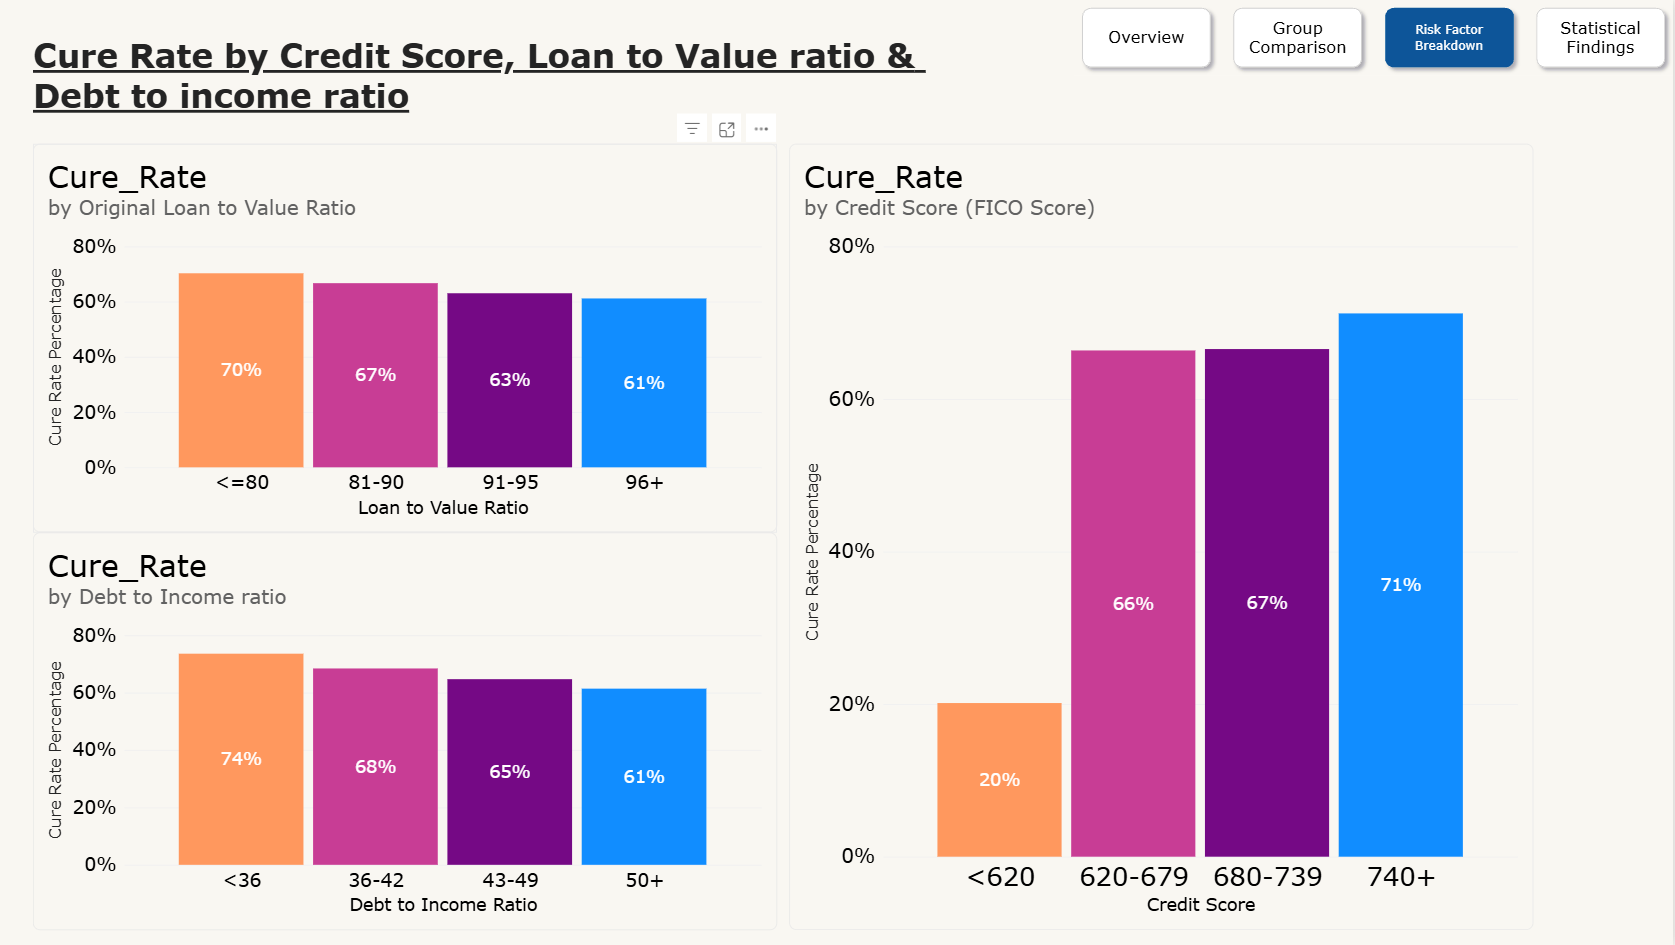 Cure Rate by Credit Score, Loan to Value ratio &
Debt to income ratio
Overview
Group
Comparison
Risk Factor
Breakdown
Statistical
Findings
Cure_Rate
by Original Loan to Value Ratio
Cure Rate Percentage
80%
60%
40%
20%
0%
70%
67%
63%
61%
<=80
81-90
91-95
96+
Loan to Value Ratio
Cure_Rate
by Debt to Income ratio
Cure Rate Percentage
80%
60%
40%
20%
0%
74%
68%
65%
61%
<36
36-42
43-49
50+
Debt to Income Ratio
Cure_Rate
by Credit Score (FICO Score)
Cure Rate Percentage
80%
60%
40%
20%
0%
20%
66%
67%
71%
<620
620-679
680-739
740+
Credit Score